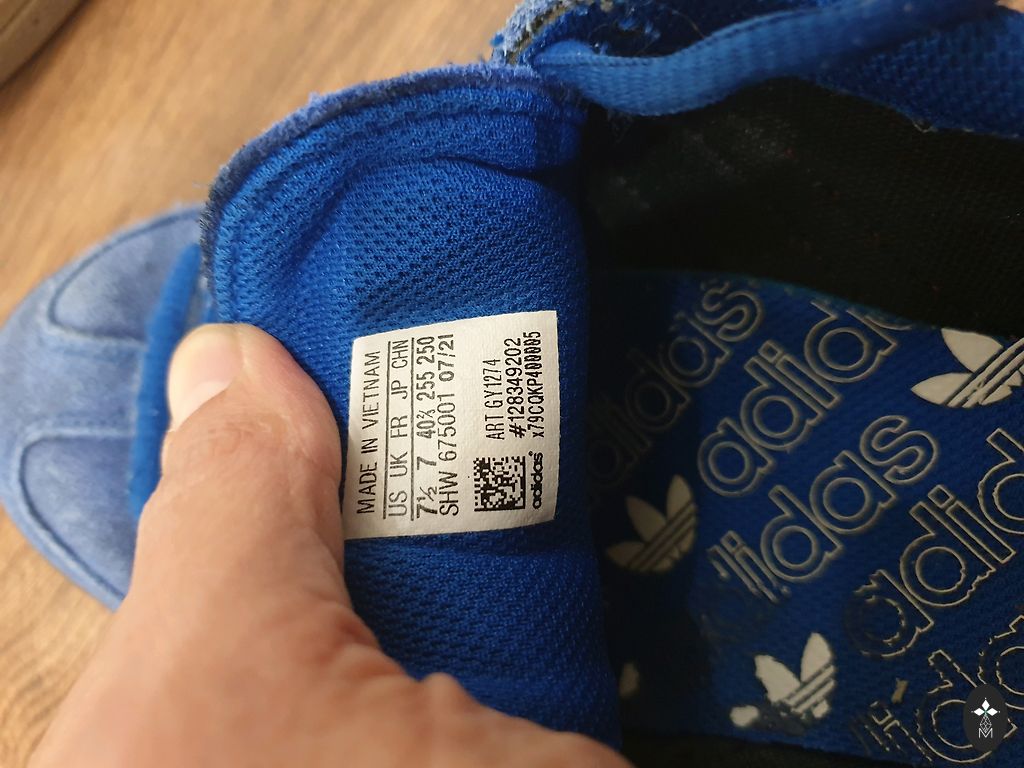 MADE IN VIETNAM
US UK FR JP CHN
7½ 7 40⅔ 255 250
SHW 675001 07/21
ART GY1274
#128349202
adidas
adidas
adidas
adidas
adidas
M